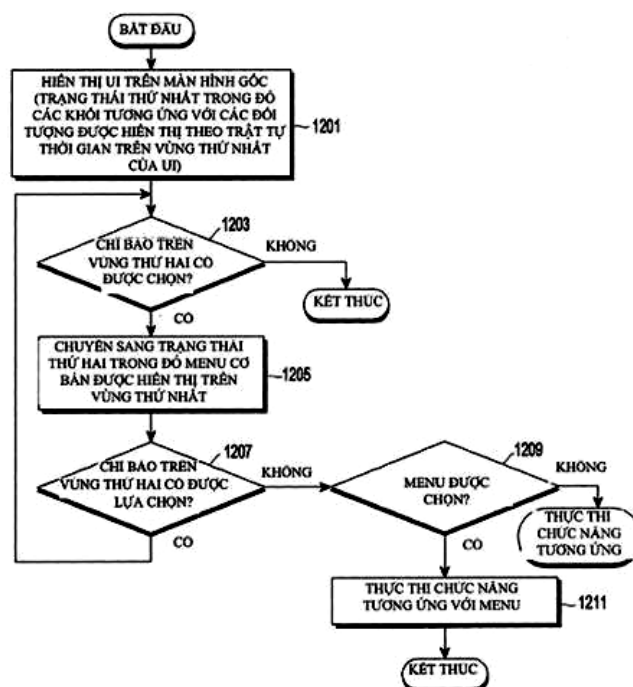 BẮT ĐẦU
HIỂN THỊ UI TRÊN MÀN HÌNH GỐC
(TRẠNG THÁI THỨ NHẤT TRONG ĐÓ
CÁC KHỐI TƯƠNG ỨNG VỚI CÁC ĐỐI
TƯỢNG ĐƯỢC HIỂN THỊ THEO TRẬT TỰ
THỜI GIAN TRÊN VÙNG THỨ NHẤT
CỦA UI)
1201
1203
CHỈ BÁO TRÊN
VÙNG THỨ HAI CÓ
ĐƯỢC CHỌN?
KHÔNG
KẾT THÚC
CÓ
CHUYỂN SANG TRẠNG THÁI
THỨ HAI TRONG ĐÓ MENU CƠ
BẢN ĐƯỢC HIỂN THỊ TRÊN
VÙNG THỨ NHẤT
1205
1207
CHỈ BÁO TRÊN
VÙNG THỨ HAI CÓ ĐƯỢC
LỰA CHỌN?
KHÔNG
CÓ
1209
MENU ĐƯỢC
CHỌN?
KHÔNG
THỰC THI
CHỨC NĂNG
TƯƠNG ỨNG
CÓ
THỰC THI CHỨC NĂNG
TƯƠNG ỨNG VỚI MENU
1211
KẾT THÚC